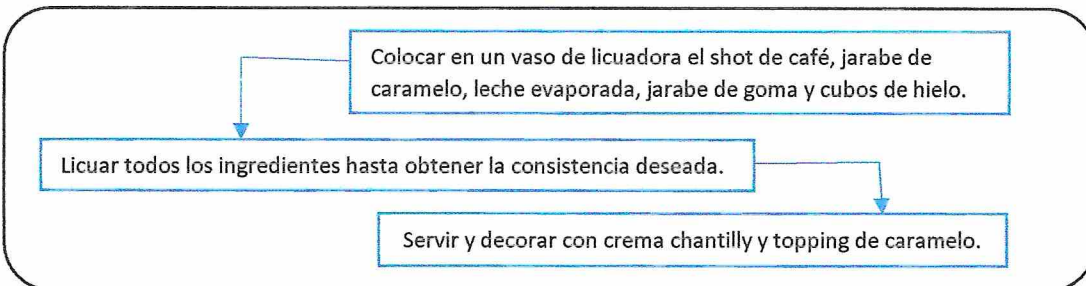 Colocar en un vaso de licuadora el shot de café, jarabe de
caramelo, leche evaporada, jarabe de goma y cubos de hielo.
Licuar todos los ingredientes hasta obtener la consistencia deseada.
Servir y decorar con crema chantilly y topping de caramelo.